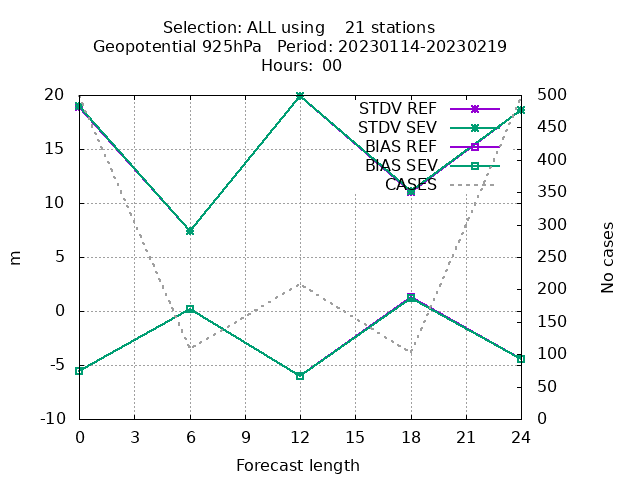 Selection: ALL using    21 stations
Geopotential 925hPa   Period: 20230114-20230219
Hours: 00
STDV REF
STDV SEV
BIAS REF
BIAS SEV
CASES
20
15
10
5
0
-5
-10
m
500
450
400
350
300
250
200
150
100
50
0
No cases
0 3 6 9 12 15 18 21 24
Forecast length